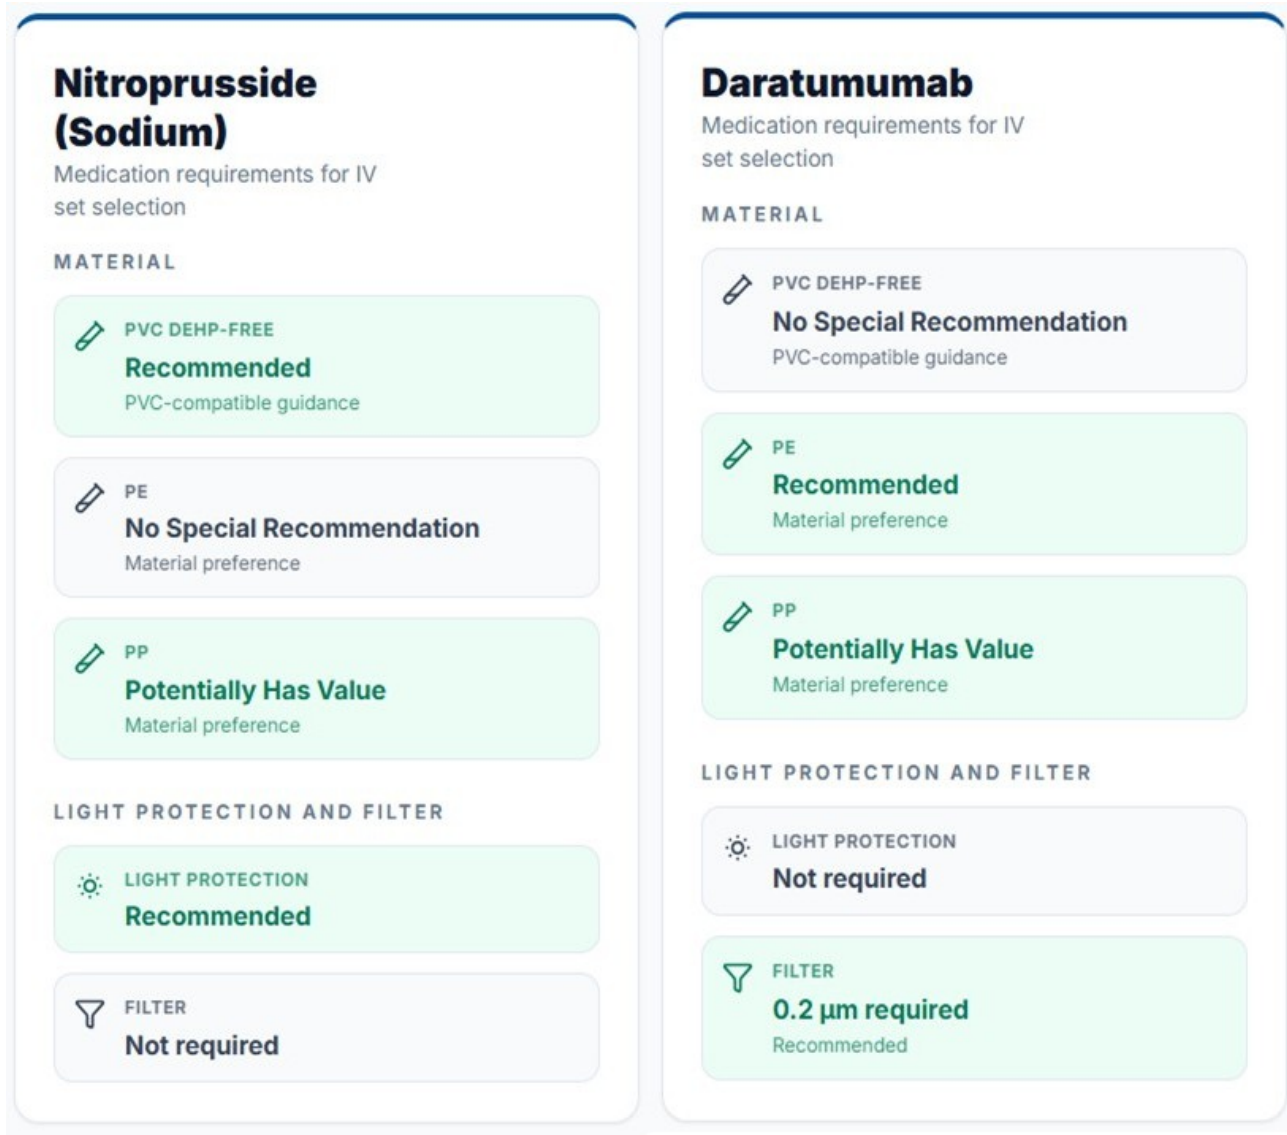 Nitroprusside
(Sodium)
Medication requirements for IV
set selection
MATERIAL
PVC DEHP-FREE
Recommended
PVC-compatible guidance
PE
No Special Recommendation
Material preference
PP
Potentially Has Value
Material preference
LIGHT PROTECTION AND FILTER
LIGHT PROTECTION
Recommended
FILTER
Not required
Daratumumab
Medication requirements for IV
set selection
MATERIAL
PVC DEHP-FREE
No Special Recommendation
PVC-compatible guidance
PE
Recommended
Material preference
PP
Potentially Has Value
Material preference
LIGHT PROTECTION AND FILTER
LIGHT PROTECTION
Not required
FILTER
0.2 μm required
Recommended